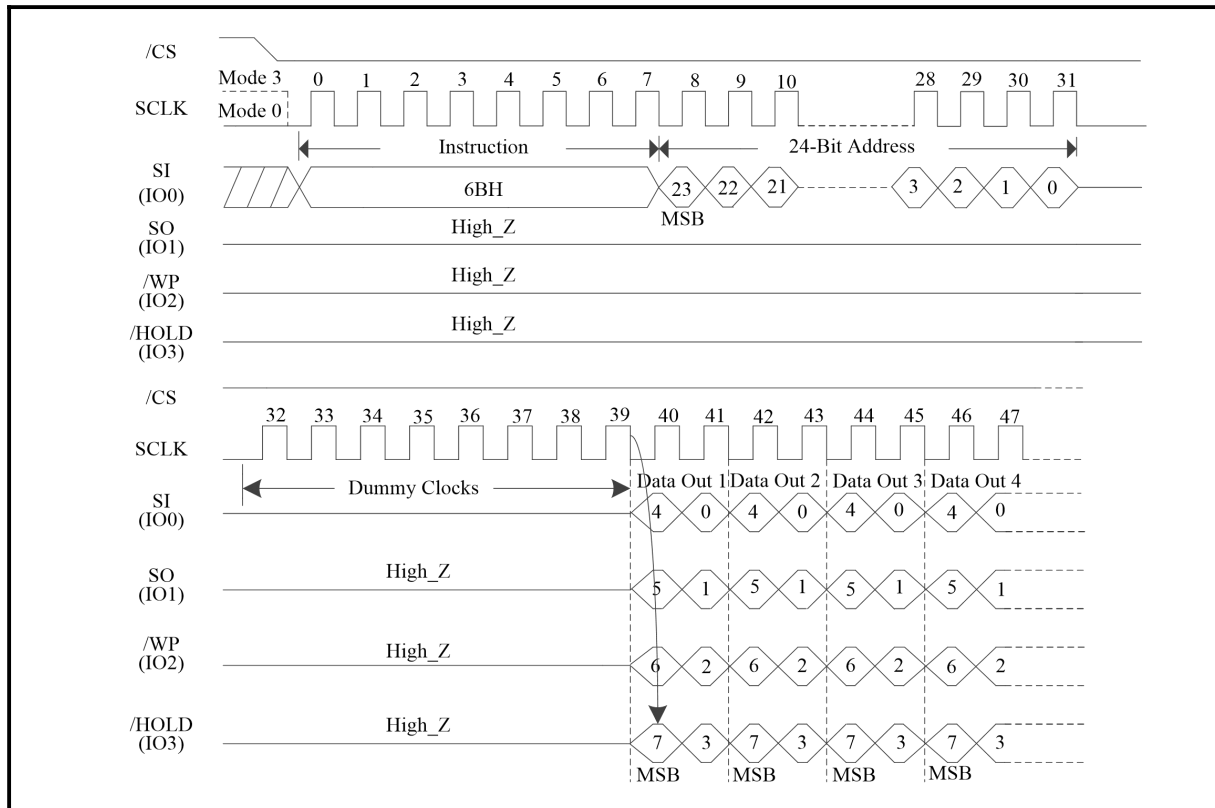 /CS
Mode 3 0 1 2 3 4 5 6 7 8 9 10 28 29 30 31
SCLK Mode 0
Instruction 24-Bit Address
SI
(IO0)
6BH 23 22 21 3 2 1 0
MSB
SO
(IO1)
High_Z
/WP
(IO2)
High_Z
/HOLD
(IO3)
High_Z
/CS
32 33 34 35 36 37 38 39 40 41 42 43 44 45 46 47
SCLK
Dummy Clocks Data Out 1 Data Out 2 Data Out 3 Data Out 4
SI
(IO0)
4 0 4 0 4 0 4 0
SO
(IO1)
High_Z 5 1 5 1 5 1 5 1
/WP
(IO2)
High_Z 6 2 6 2 6 2 6 2
/HOLD
(IO3)
High_Z 7 3 7 3 7 3 7 3
MSB MSB MSB MSB